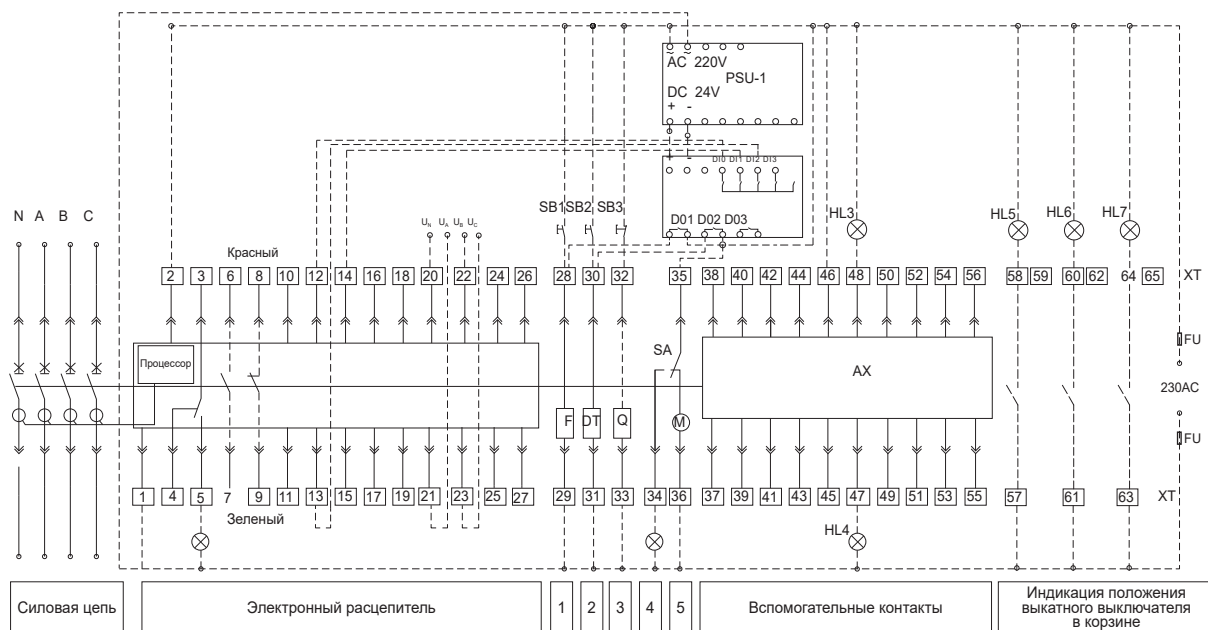 AC 220V
PSU-1
DC 24V
+ -
+ - DI0 DI1 DI2 DI3
N A B C
UN UA UB UC
SB1 SB2 SB3
D01 D02 D03
HL3
HL5 HL6 HL7
Красный
2 3 6 8 10 12 14 16 18 20 22 24 26 28 30 32 35 38 40 42 44 46 48 50 52 54 56 58 59 60 62 64 65 XT
FU
Процессор
SA
AX
230AC
F DT Q M
FU
1 4 5 7 9 11 13 15 17 19 21 23 25 27 29 31 33 34 36 37 39 41 43 45 47 49 51 53 55 57 61 63 XT
Зеленый
HL4
Силовая цепь
Электронный расцепитель
1 2 3 4 5
Вспомогательные контакты
Индикация положения
выкатного выключателя
в корзине